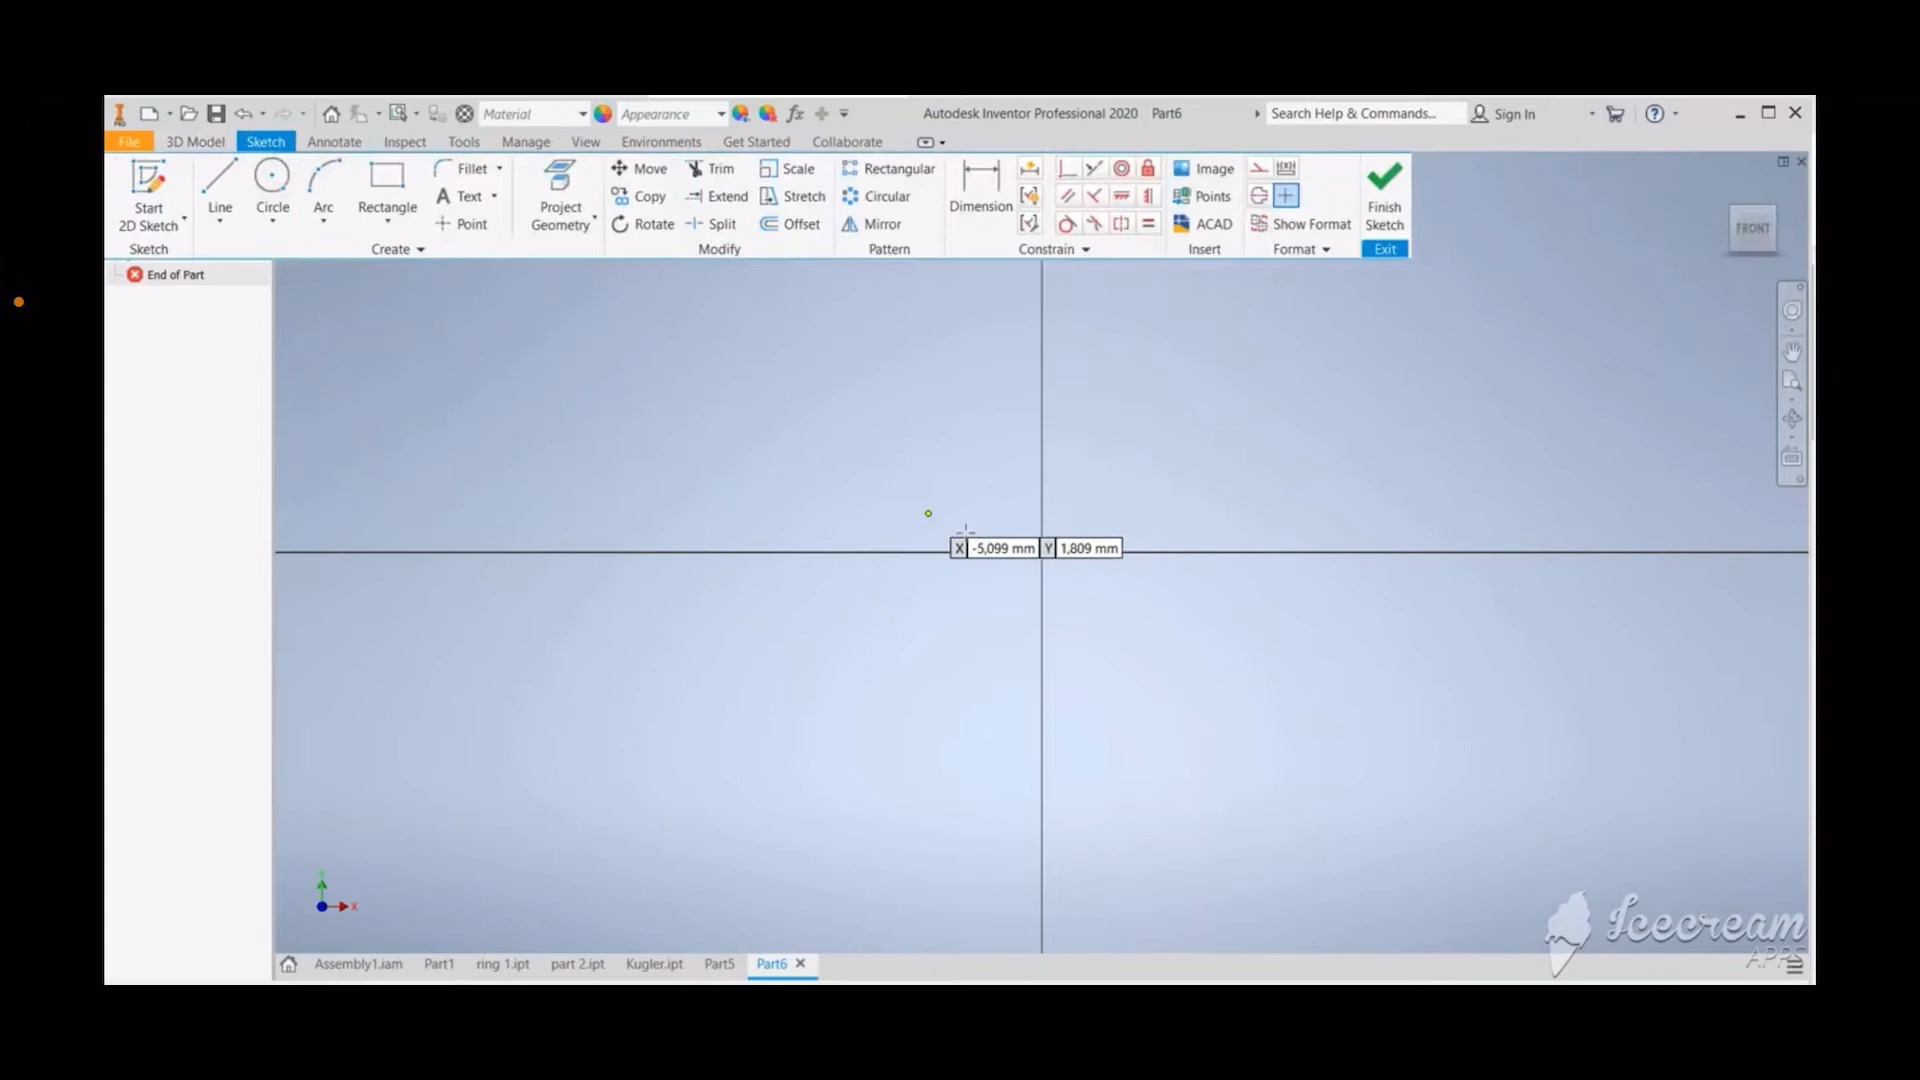 Material
Appearance
Autodesk Inventor Professional 2020 Part6
Search Help & Commands...
Sign In
File 3D Model Sketch Annotate Inspect Tools Manage View Environments Get Started Collaborate
Start
2D Sketch
Sketch
Line
Circle
Arc
Rectangle
Fillet
Text
Point
Create
Project
Geometry
Move Trim Scale
Copy Extend Stretch
Rotate Split Offset
Modify
Rectangular
Circular
Mirror
Pattern
Dimension
Constrain
Image
Points
ACAD
Insert
Show Format
Format
Finish
Sketch
Exit
End of Part
FRONT
X -5,099 mm Y 1,809 mm
X
Icecream
APPS
Assembly1.iam Part1 ring 1.ipt part 2.ipt Kugler.ipt Part5 Part6